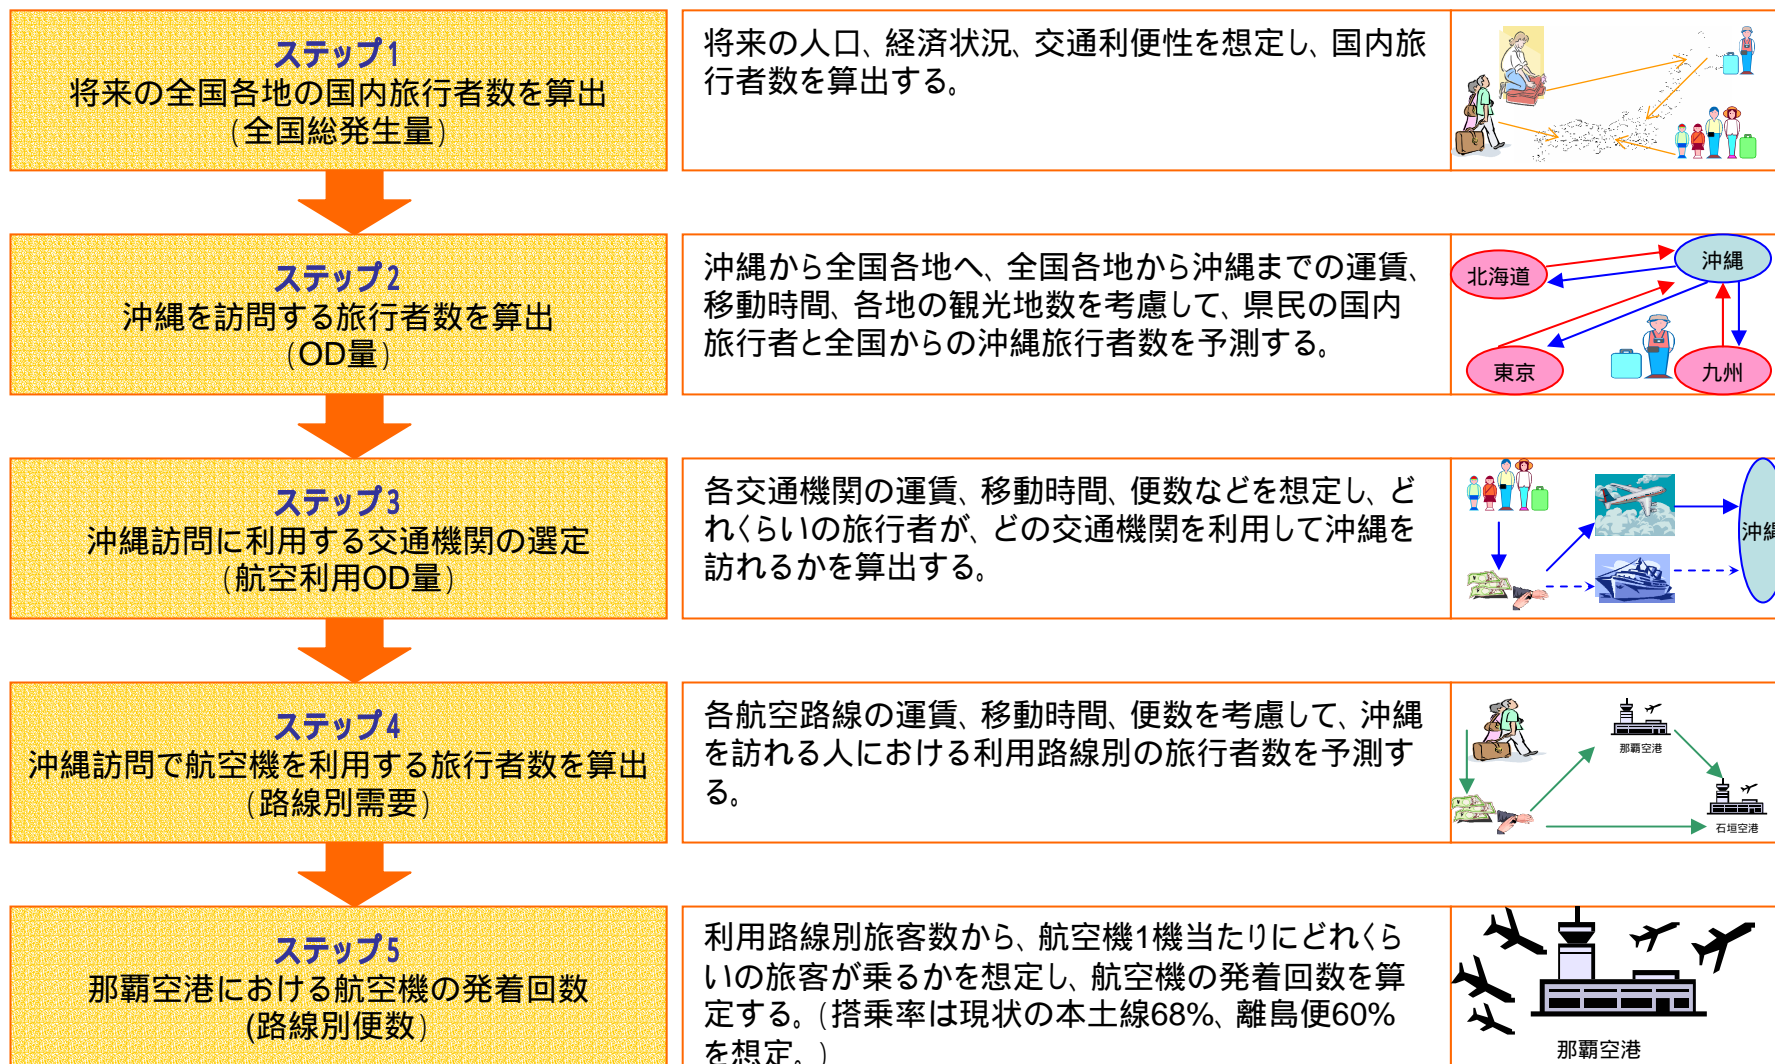 ステップ1
将来の全国各地の国内旅行者数を算出
(全国総発生量)
将来の人口、経済状況、交通利便性を想定し、国内旅
行者数を算出する。
ステップ2
沖縄を訪問する旅行者数を算出
(OD量)
沖縄から全国各地へ、全国各地から沖縄までの運賃、
移動時間、各地の観光地数を考慮して、県民の国内
旅行者と全国からの沖縄旅行者数を予測する。
北海道
沖縄
東京
九州
ステップ3
沖縄訪問に利用する交通機関の選定
(航空利用OD量)
各交通機関の運賃、移動時間、便数などを想定し、ど
れくらいの旅行者が、どの交通機関を利用して沖縄を
訪れるかを算出する。
沖縄
ステップ4
沖縄訪問で航空機を利用する旅行者数を算出
(路線別需要)
各航空路線の運賃、移動時間、便数を考慮して、沖縄
を訪れる人における利用路線別の旅行者数を予測す
る。
那覇空港
石垣空港
ステップ5
那覇空港における航空機の発着回数
(路線別便数)
利用路線別旅客数から、航空機1機当たりにどれくら
いの旅客が乗るかを想定し、航空機の発着回数を算
定する。(搭乗率は現状の本土線68%、離島便60%
を想定。)
那覇空港